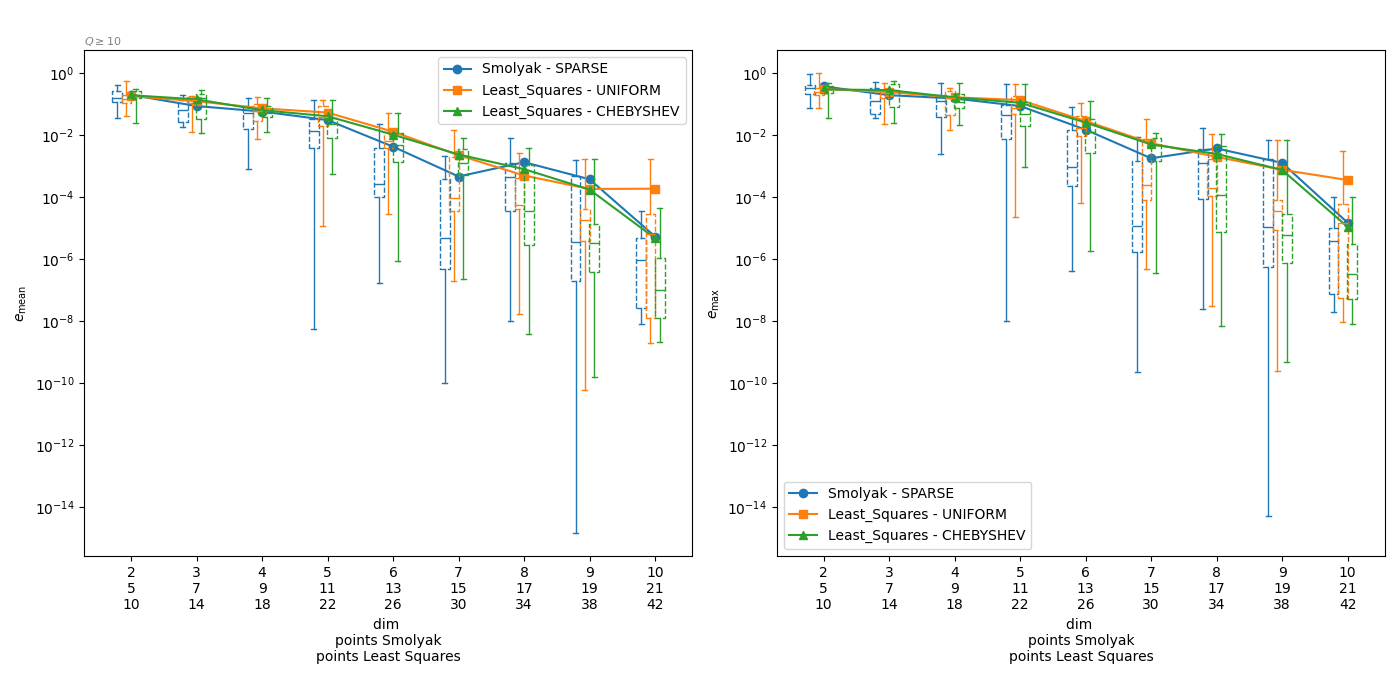 Q ≥ 10
Smolyak - SPARSE
Least_Squares - UNIFORM
Least_Squares - CHEBYSHEV
10^0
10^-2
10^-4
10^-6
10^-8
10^-10
10^-12
10^-14
e_mean
2 3 4 5 6 7 8 9 10
5 7 9 11 13 15 17 19 21
10 14 18 22 26 30 34 38 42
dim
points Smolyak
points Least Squares
10^0
10^-2
10^-4
10^-6
10^-8
10^-10
10^-12
10^-14
e_max
Smolyak - SPARSE
Least_Squares - UNIFORM
Least_Squares - CHEBYSHEV
2 3 4 5 6 7 8 9 10
5 7 9 11 13 15 17 19 21
10 14 18 22 26 30 34 38 42
dim
points Smolyak
points Least Squares